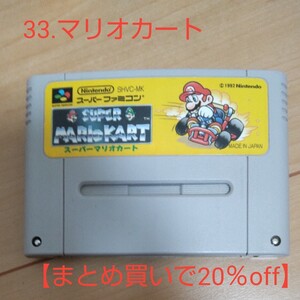 33.マリオカート
Nintendo SHVC-MK
スーパーファミコン
© 1992 Nintendo
SUPER
MARIO KART
スーパーマリオカート
MADE IN JAPAN
【まとめ買いで20%off】